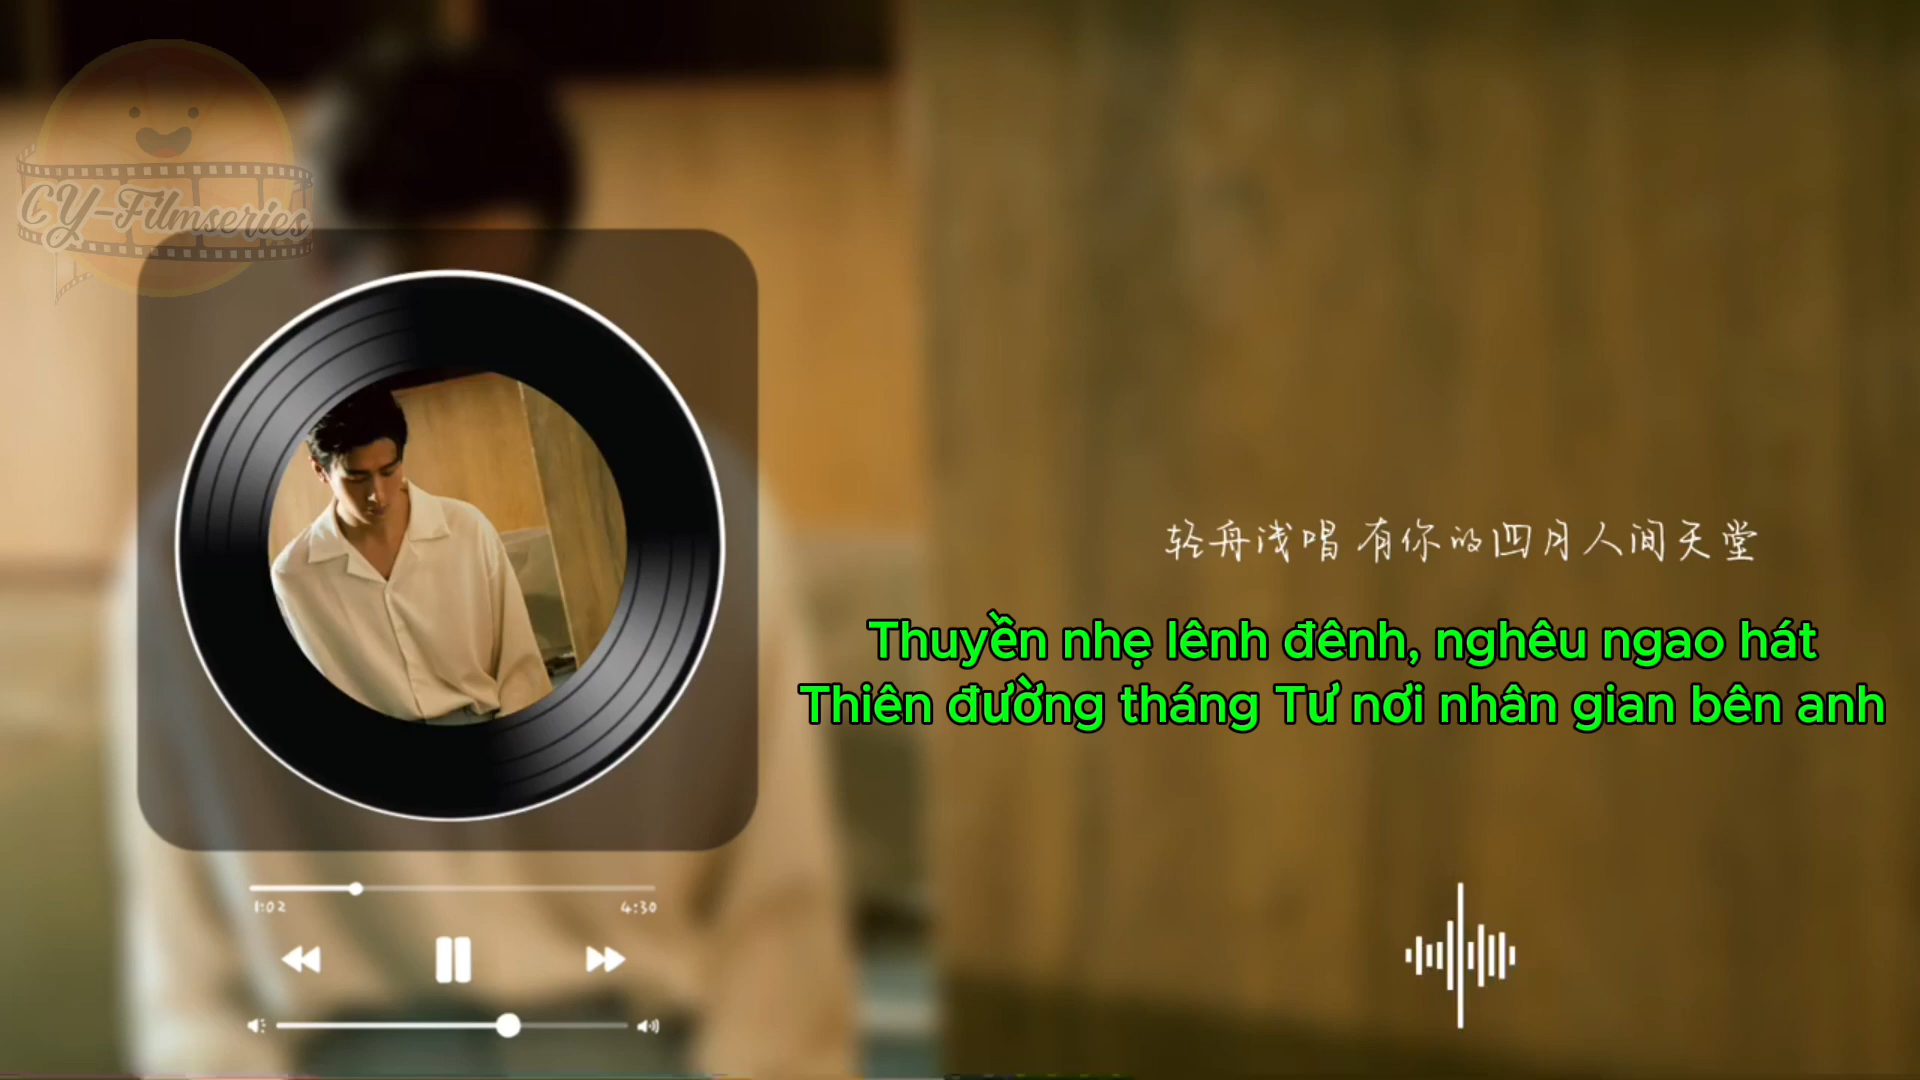 CY-Filmseries
轻舟浅唱 有你的四月人间天堂
Thuyền nhẹ lênh đênh, nghêu ngao hát
Thiên đường tháng Tư nơi nhân gian bên anh
1:02
4:30